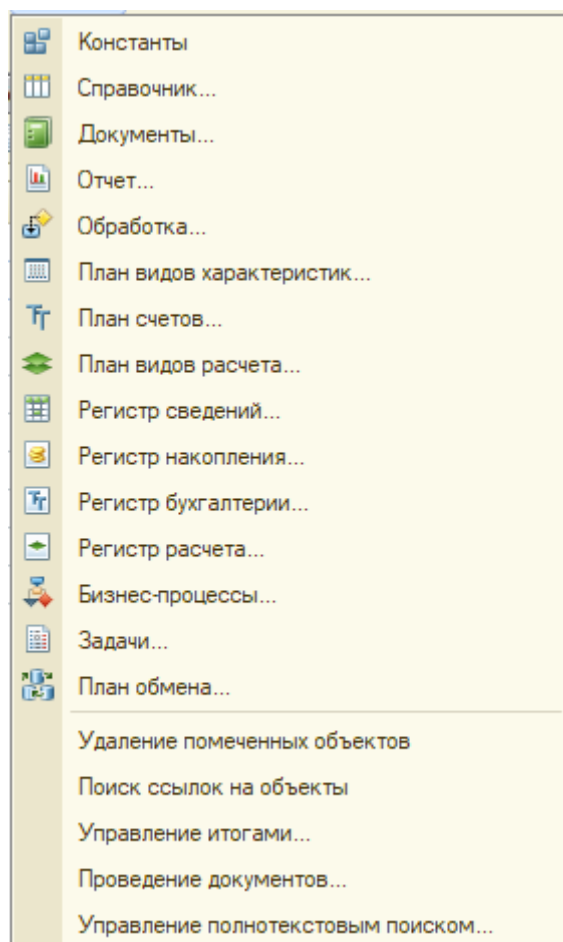 Константы
Справочник...
Документы...
Отчет...
Обработка...
План видов характеристик...
План счетов...
План видов расчета...
Регистр сведений...
Регистр накопления...
Регистр бухгалтерии...
Регистр расчета...
Бизнес-процессы...
Задачи...
План обмена...
Удаление помеченных объектов
Поиск ссылок на объекты
Управление итогами...
Проведение документов...
Управление полнотекстовым поиском...